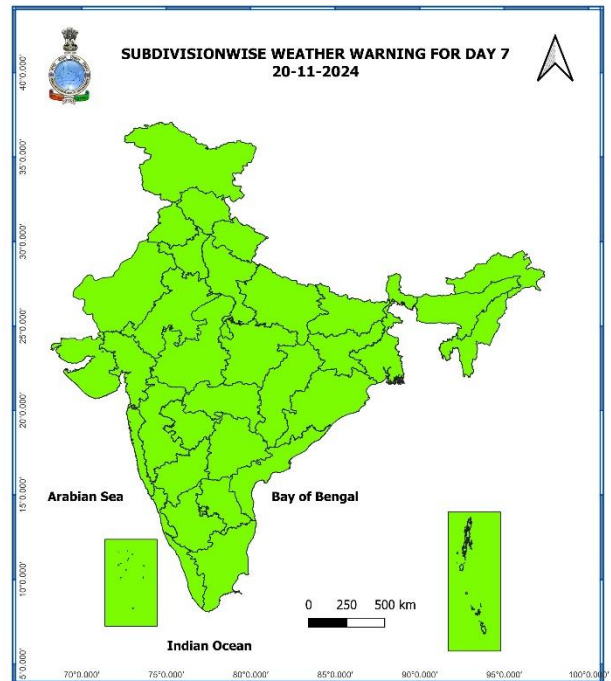 SUBDIVISIONWISE WEATHER WARNING FOR DAY 7
20-11-2024
40°0.000'
35°0.000'
30°0.000'
25°0.000'
20°0.000'
15°0.000'
10°0.000'
5°0.000'
Arabian Sea
Bay of Bengal
0 250 500 km
Indian Ocean
70°0.000' 75°0.000' 80°0.000' 85°0.000' 90°0.000' 95°0.000' 100°0.000'